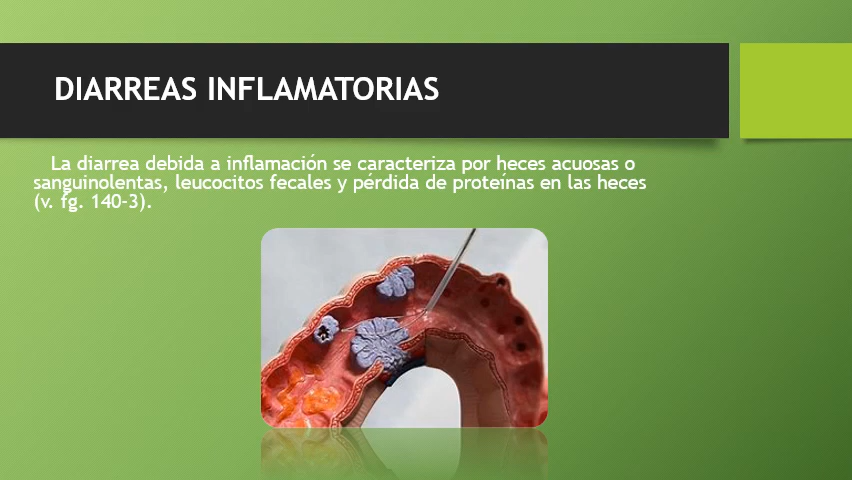 DIARREAS INFLAMATORIAS
La diarrea debida a inflamación se caracteriza por heces acuosas o
sanguinolentas, leucocitos fecales y pérdida de proteínas en las heces
(v. fg. 140-3).